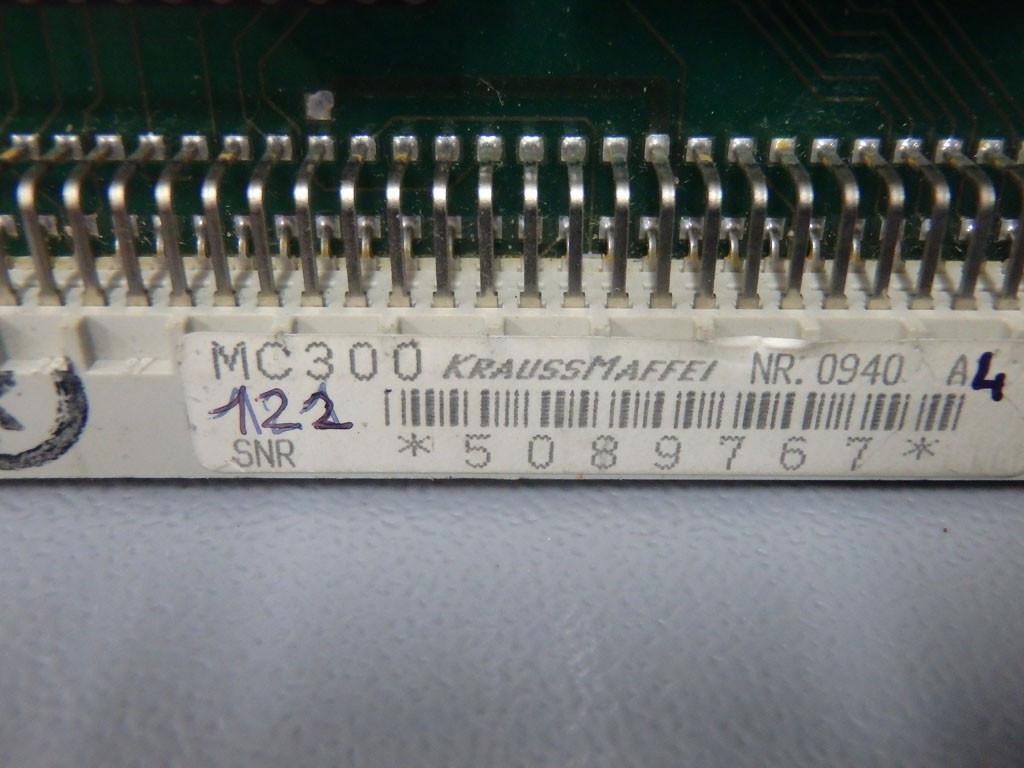 MC300 KRAUSSMAFFEI NR. 0940 A4
122
SNR *5089767*